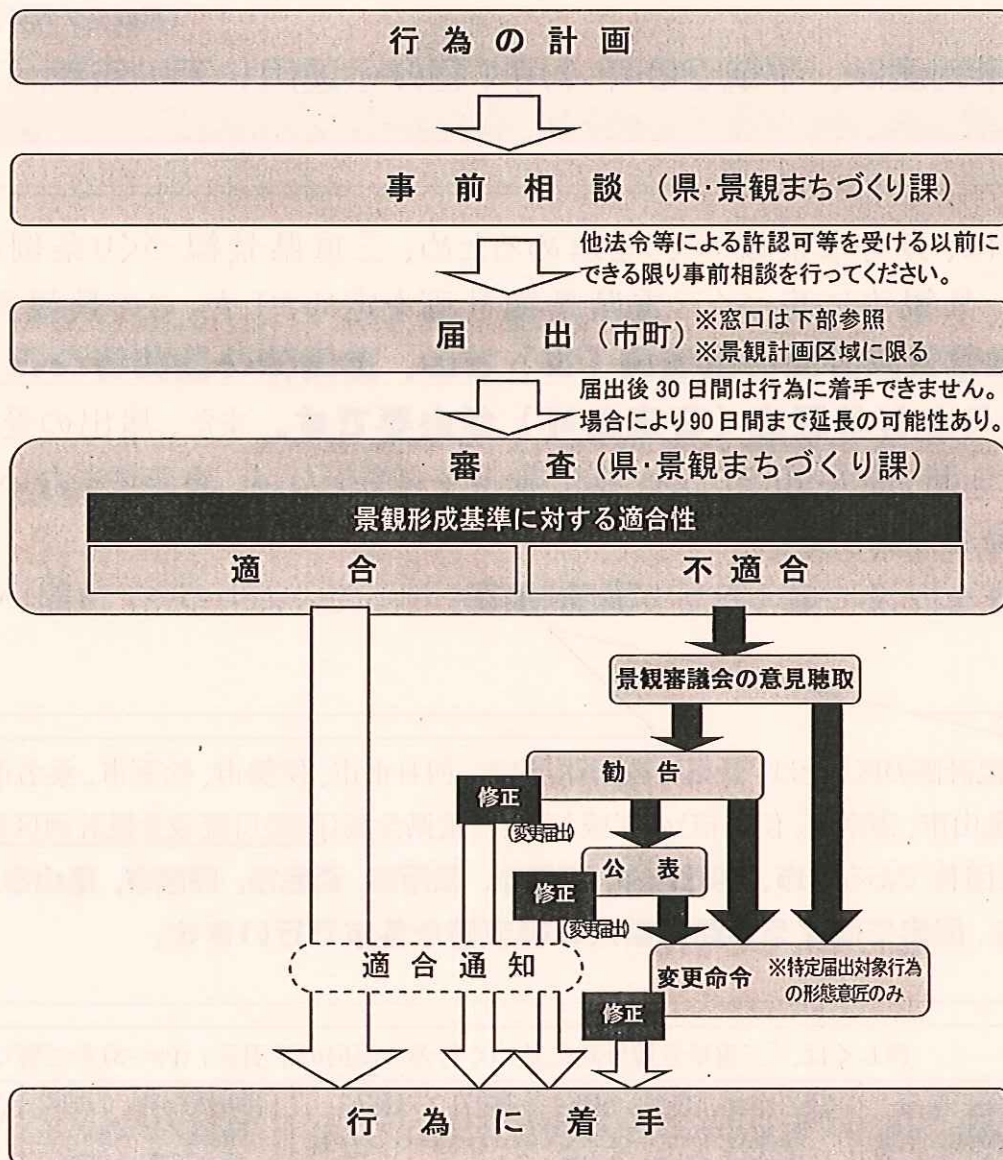 行為の計画
事前相談(県・景観まちづくり課)
他法令等による許認可等を受ける以前に
できる限り事前相談を行ってください。
届出(市町)
※窓口は下部参照
※景観計画区域に限る
届出後30日間は行為に着手できません。
場合により90日間まで延長の可能性あり。
審査(県・景観まちづくり課)
景観形成基準に対する適合性
適合
不適合
景観審議会の意見聴取
勧告
修正
(変更届出)
公表
修正
(変更届出)
適合通知
変更命令
※特定届出対象行為
の形態意匠のみ
修正
行為に着手